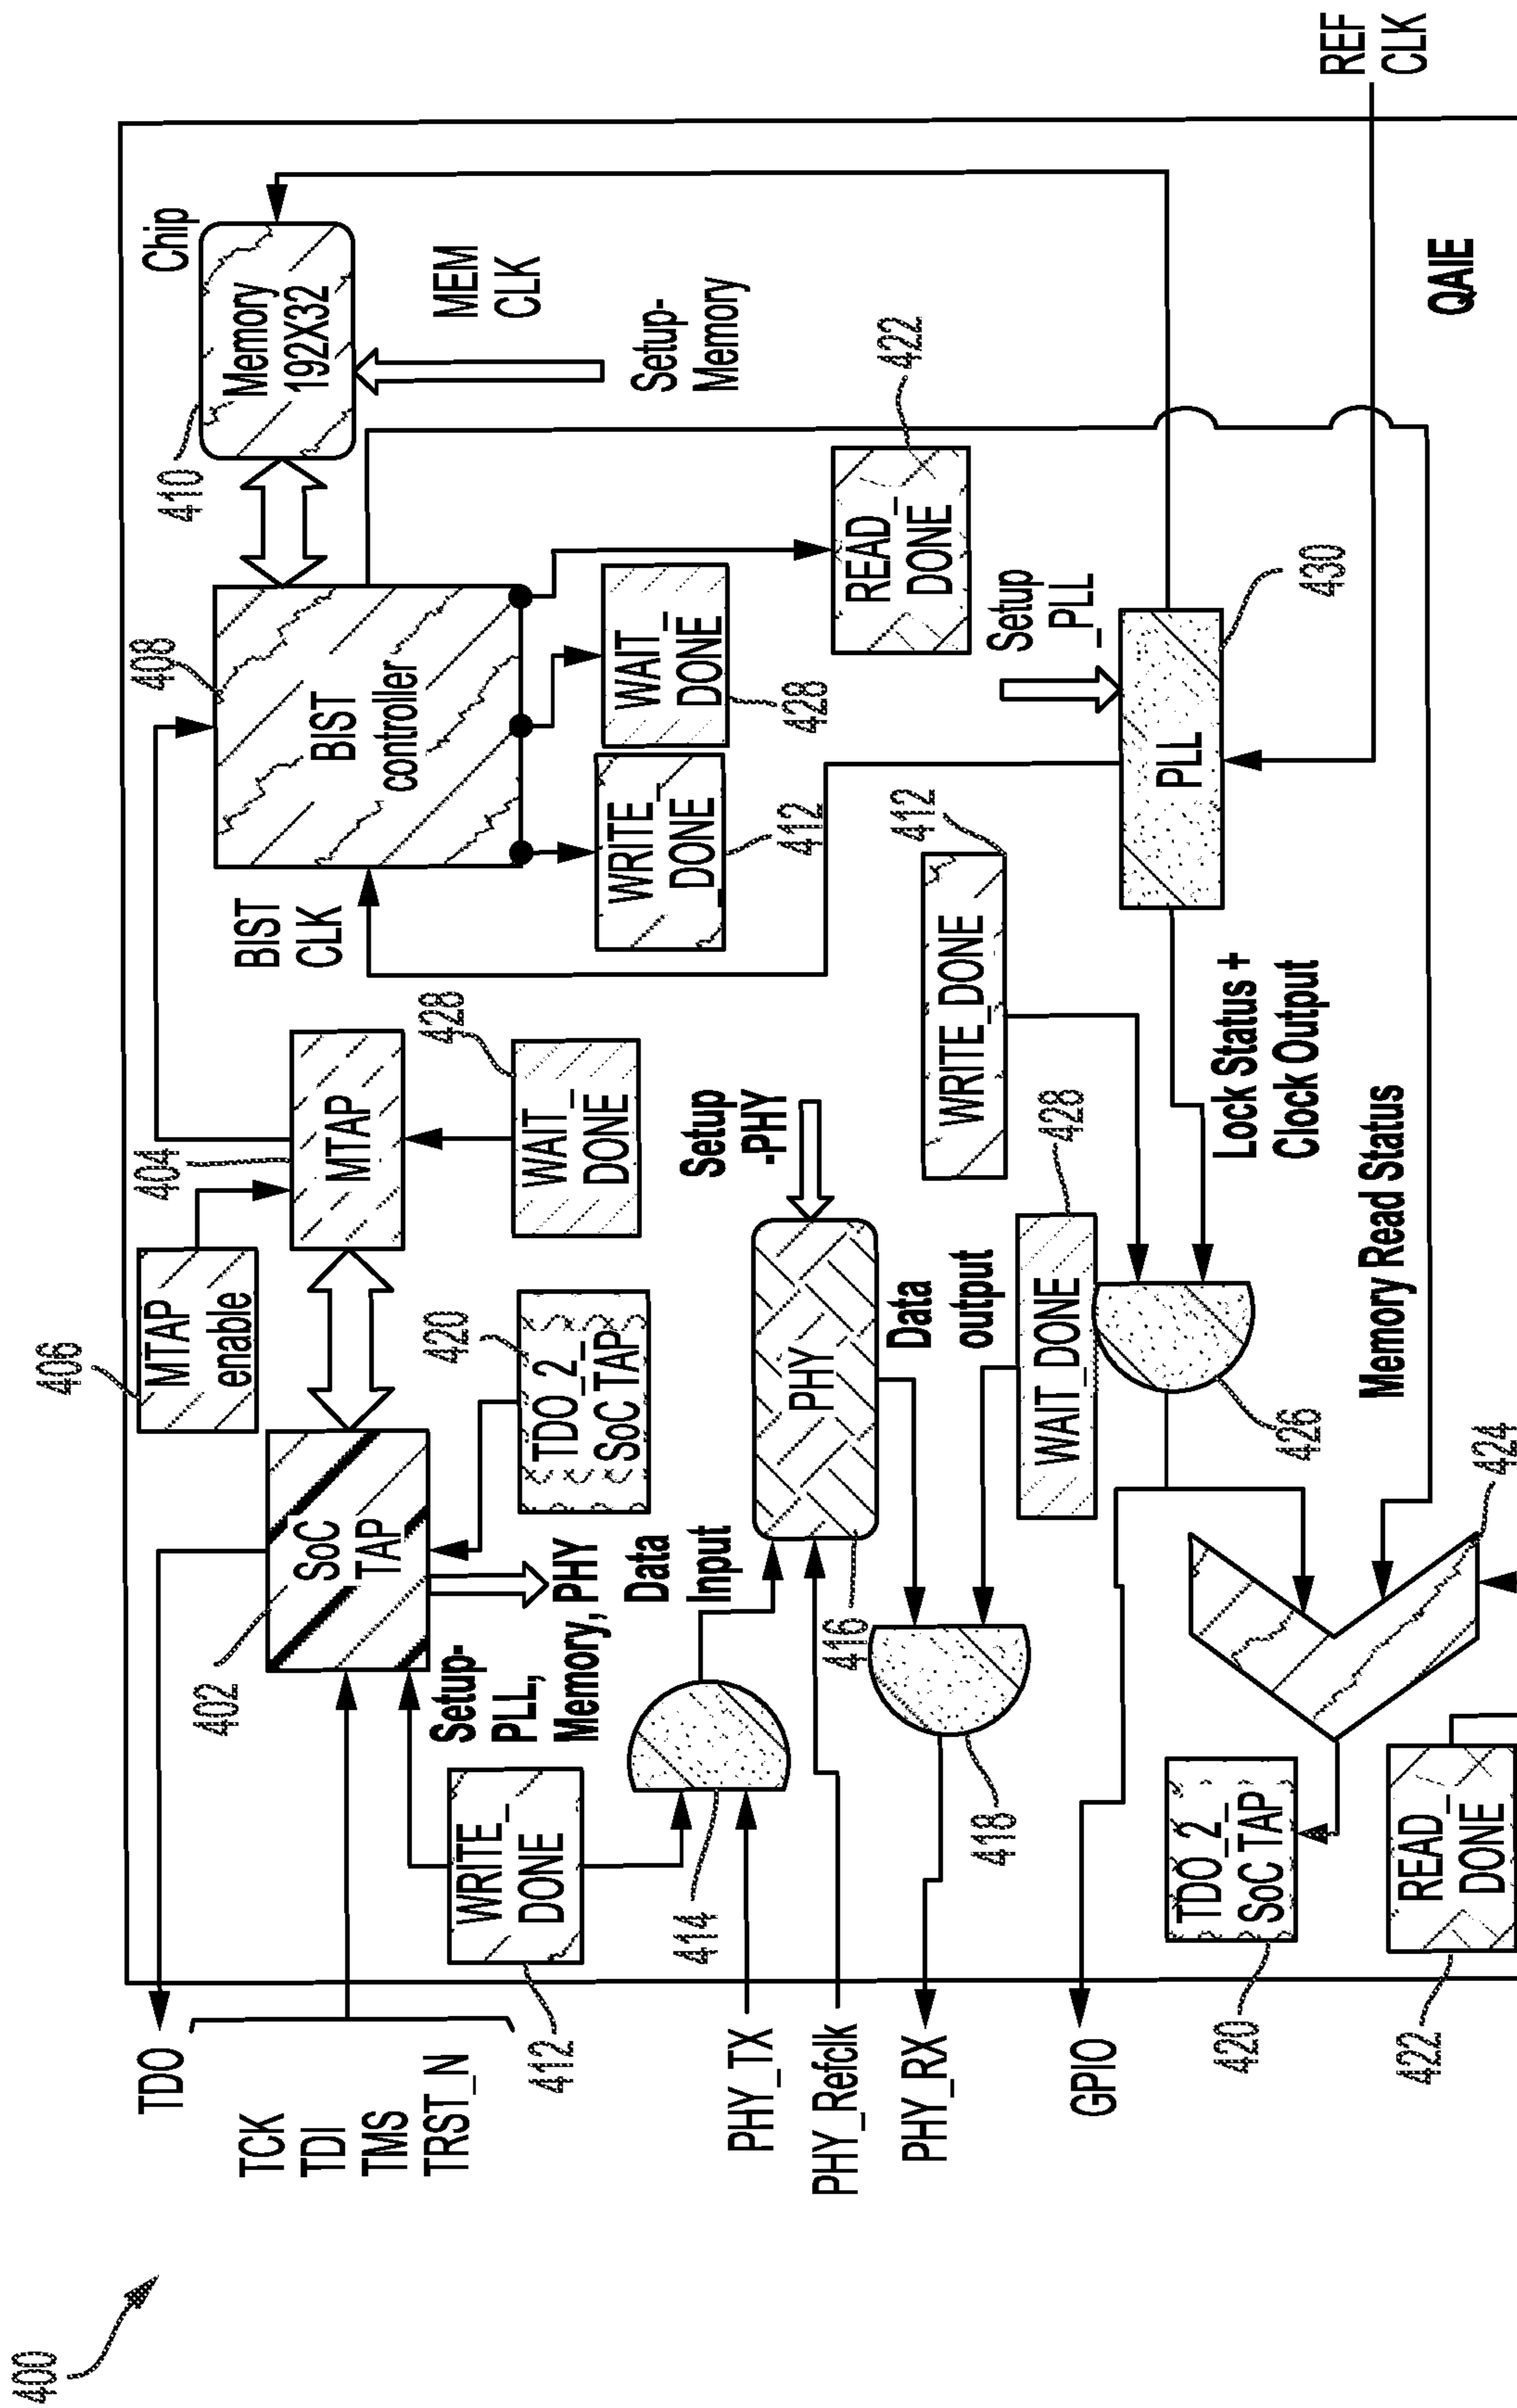 400
TDO
TCK
TDI
TMS
TRST_N
412
PHY_TX
PHY_Refclk
PHY_RX
GPIO
420
422
402
SoC
TAP
406
MTAP
enable
404
MTAP
408
BIST
controller
BIST
CLK
410
Memory
192X32
Chip
MEM
CLK
Setup-
Memory
WRITE_
DONE
Setup-
PLL,
Memory, PHY
Data
Input
420
TDO_2_
SoC TAP
428
WAIT_
DONE
WRITE_
DONE
412
WAIT_
DONE
428
READ_
DONE
422
414
416
PHY
Setup
-PHY
Data
output
418
WAIT_DONE
428
WRITE_DONE
412
426
Lock Status +
Clock Output
Setup
_PLL
PLL
430
TDO_2_
SoC TAP
READ_
DONE
424
Memory Read Status
QAIE
REF
CLK